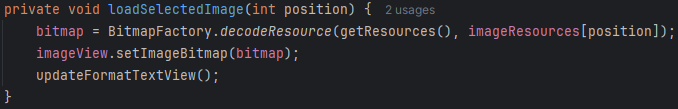 private void loadSelectedImage(int position) { 2 usages
    bitmap = BitmapFactory.decodeResource(getResources(), imageResources[position]);
    imageView.setImageBitmap(bitmap);
    updateFormatTextView();
}